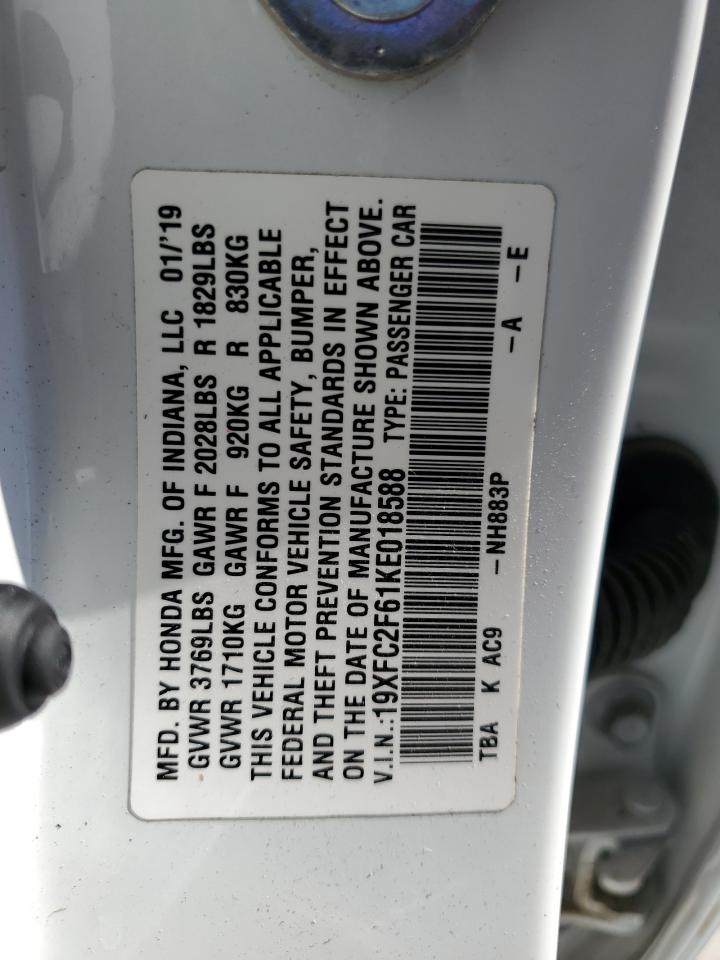 MFD. BY HONDA MFG. OF INDIANA, LLC 01/'19
GVWR 3769LBS GAWR F 2028LBS R 1829LBS
GVWR 1710KG GAWR F 920KG R 830KG
THIS VEHICLE CONFORMS TO ALL APPLICABLE
FEDERAL MOTOR VEHICLE SAFETY, BUMPER,
AND THEFT PREVENTION STANDARDS IN EFFECT
ON THE DATE OF MANUFACTURE SHOWN ABOVE.
V.I.N.:19XFC2F61KE018588 TYPE: PASSENGER CAR
TBA K AC9 -NH883P -A -E